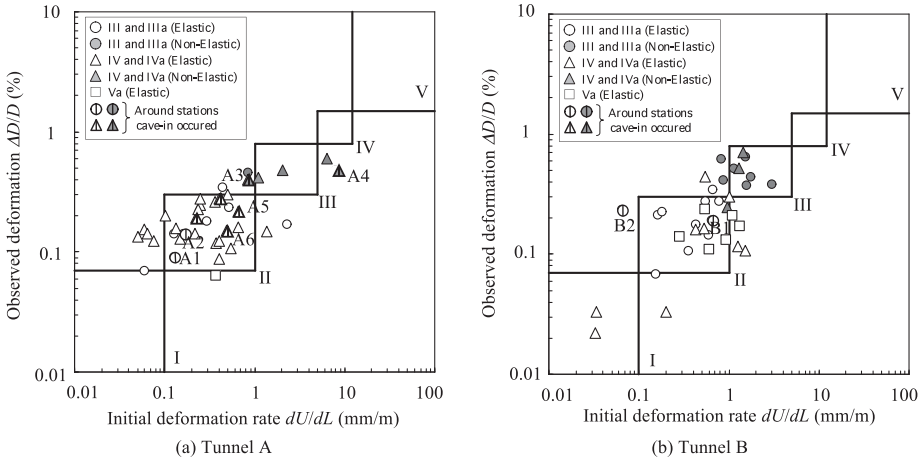 10
1
0.1
0.01
Observed deformation ΔD/D (%)
III and IIIa (Elastic)
III and IIIa (Non-Elastic)
IV and IVa (Elastic)
IV and IVa (Non-Elastic)
Va (Elastic)
Around stations
cave-in occured
V
IV
III
II
I
A3
A4
A5
A6
A2
A1
0.01
0.1
1
10
100
Initial deformation rate dU/dL (mm/m)
(a) Tunnel A
10
1
0.1
0.01
Observed deformation ΔD/D (%)
III and IIIa (Elastic)
III and IIIa (Non-Elastic)
IV and IVa (Elastic)
IV and IVa (Non-Elastic)
Va (Elastic)
Around stations
cave-in occured
V
IV
III
II
I
B2
B1
0.01
0.1
1
10
100
Initial deformation rate dU/dL (mm/m)
(b) Tunnel B